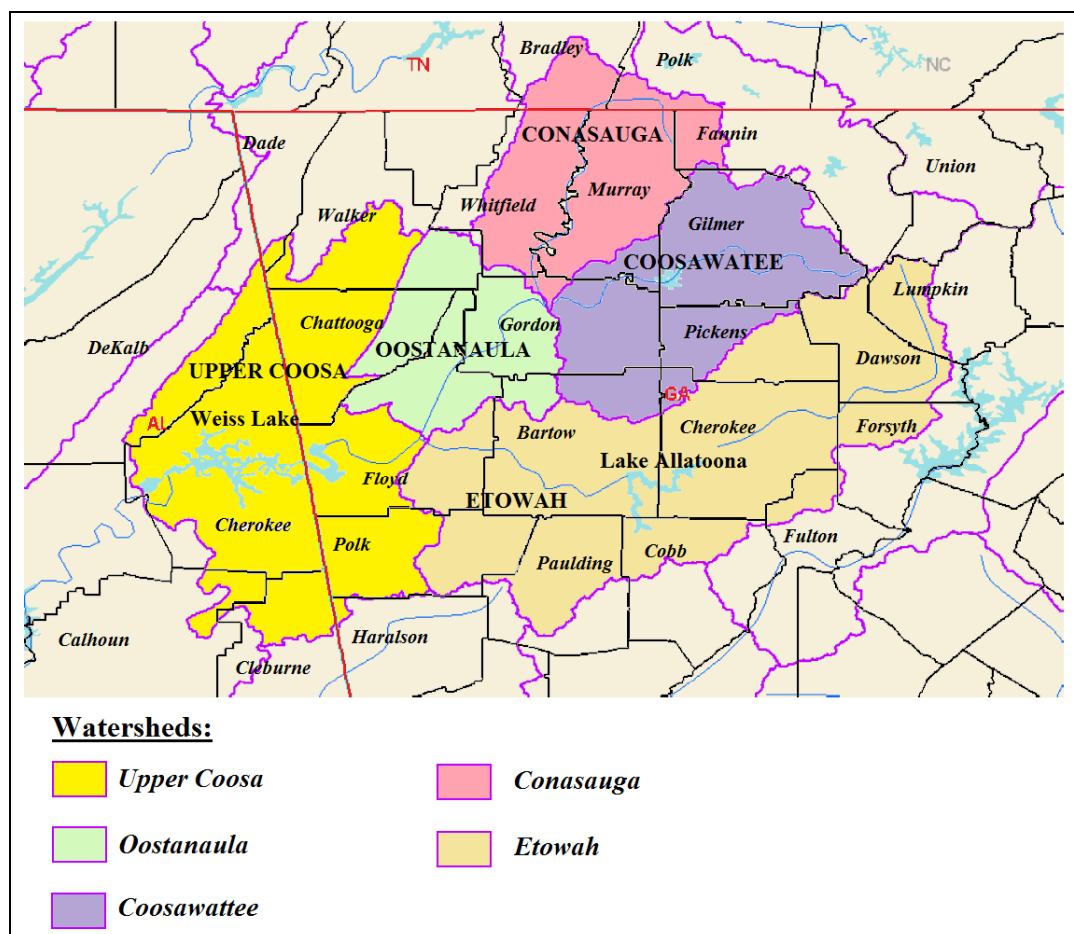 Bradley
Polk
TN
NC
Dade
CONASAUGA
Fannin
Union
Walker
Whitfield
Murray
Gilmer
COOSAWATEE
Lumpkin
Chattooga
Gordon
Pickens
DeKalb
OOSTANAULA
Dawson
UPPER COOSA
GA
Weiss Lake
AL
Bartow
Cherokee
Forsyth
Lake Allatoona
Floyd
ETOWAH
Cherokee
Polk
Paulding
Cobb
Fulton
Calhoun
Haralson
Cleburne
Watersheds:
Upper Coosa
Conasauga
Oostanaula
Etowah
Coosawattee